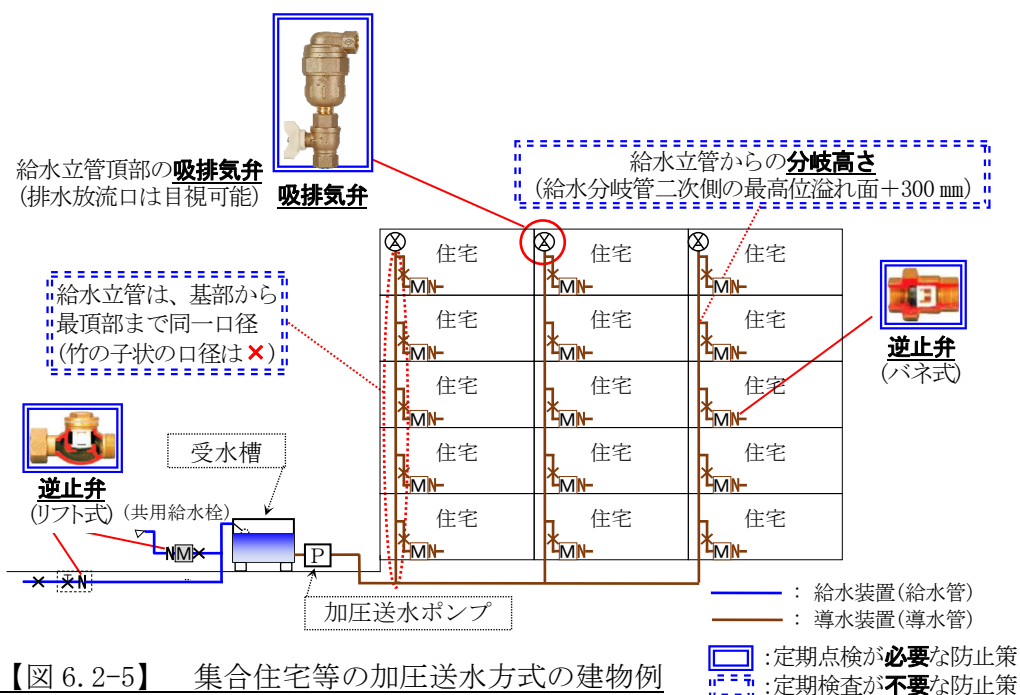 給水立管頂部の吸排気弁
(排水放流口は目視可能)
吸排気弁
給水立管からの分岐高さ
(給水分岐管二次側の最高位溢れ面+300 mm)
給水立管は、基部から
最頂部まで同一口径
(竹の子状の口径は×)
住宅 住宅 住宅
M N M N M N
住宅 住宅 住宅
M N M N M N
住宅 住宅 住宅
M N M N M N
住宅 住宅 住宅
M N M N M N
住宅 住宅 住宅
M N M N M N
逆止弁
(バネ式)
逆止弁
(リフト式)
(共用給水栓)
受水槽
N M
N
P
加圧送水ポンプ
: 給水装置(給水管)
: 導水装置(導水管)
:定期点検が必要な防止策
:定期検査が不要な防止策
【図 6.2-5】 集合住宅等の加圧送水方式の建物例